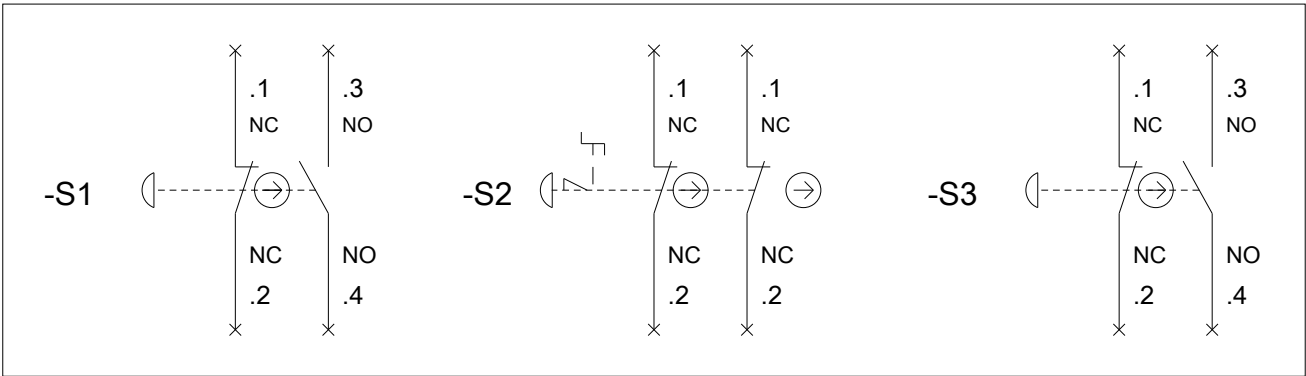 .1 .3 .1 .1 .1 .3
NC NO NC NC NC NO
-S1 -S2 -S3
NC NO NC NC NC NO
.2 .4 .2 .2 .2 .4